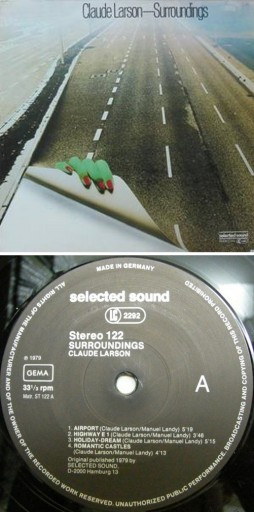 Claude Larson—Surroundings
selected sound
MADE IN GERMANY
ALL RIGHTS OF THE MANUFACTURER AND OF THE OWNER OF THE RECORDED WORK RESERVED. UNAUTHORIZED PUBLIC PERFORMANCE, BROADCASTING AND COPYING OF THIS RECORD PROHIBITED
selected sound
LC 2292
Stereo 122
SURROUNDINGS
CLAUDE LARSON
℗ 1979
GEMA
33⅓ rpm
Matr. ST 122 A
A
1. AIRPORT (Claude Larson/Manuel Landy) 5'19
2. HIGHWAY E 1 (Claude Larson/Manuel Landy) 3'46
3. HOLIDAY-DREAM (Claude Larson/Manuel Landy) 5'15
4. ROMANTIC CASTLES
(Claude Larson/Manuel Landy) 4'13
Original published 1979 by
SELECTED SOUND,
D-2000 Hamburg 13